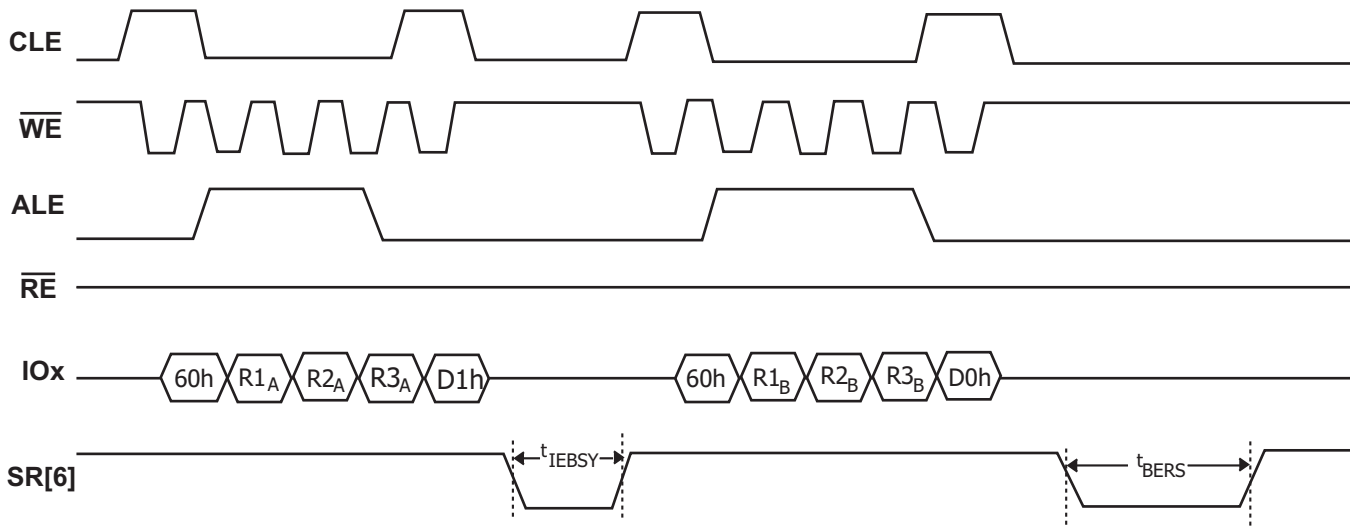 CLE
WE
ALE
RE
IOx 60h R1A R2A R3A D1h 60h R1B R2B R3B D0h
SR[6] tIEBSY tBERS